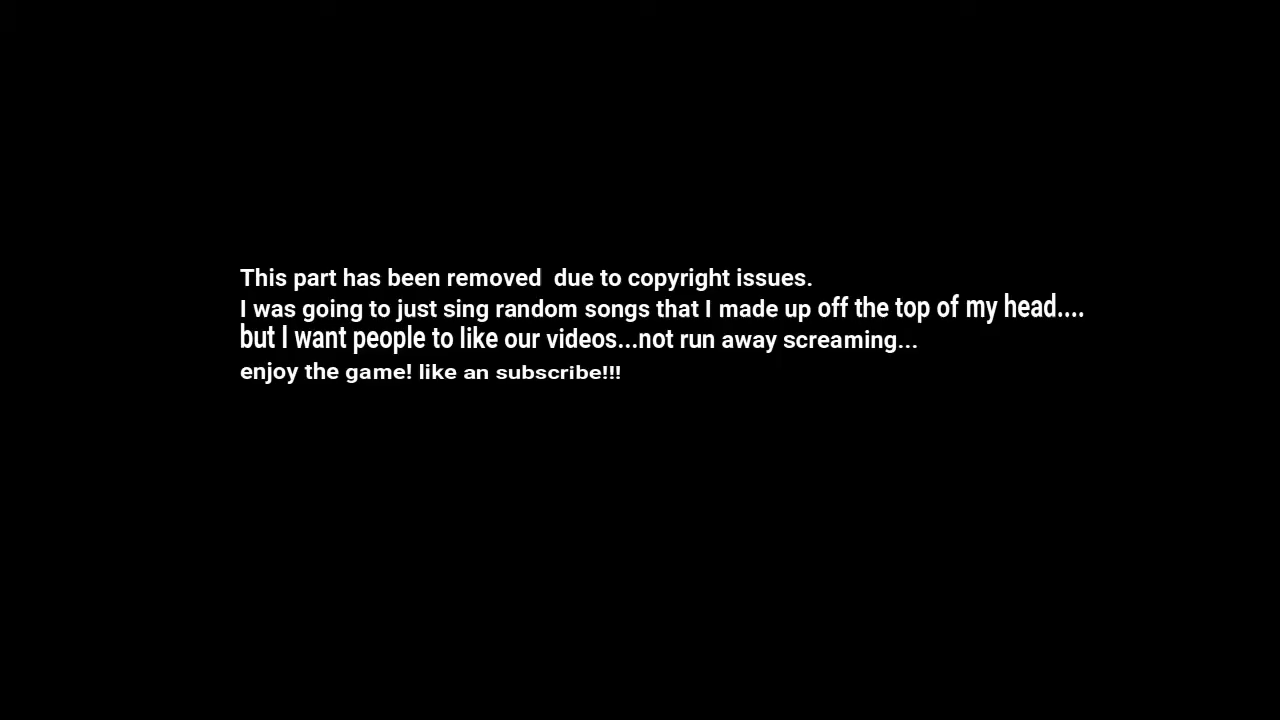 This part has been removed  due to copyright issues.
I was going to just sing random songs that I made up off the top of my head....
but I want people to like our videos...not run away screaming...
enjoy the game! like an subscribe!!!